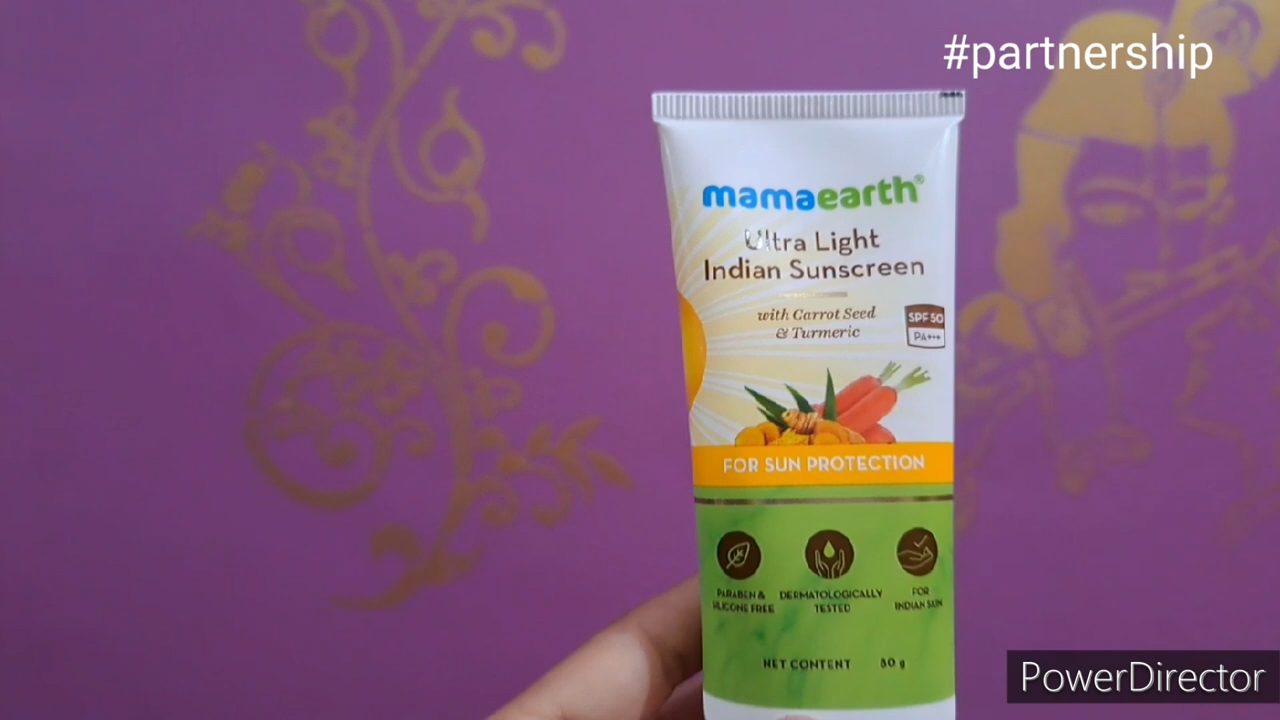 #partnership
mamaearth®
Ultra Light
Indian Sunscreen
with Carrot Seed
& Turmeric
SPF 50
PA+++
FOR SUN PROTECTION
PARABEN &
SILICONE FREE
DERMATOLOGICALLY
TESTED
FOR
INDIAN SUN
NET CONTENT 80 g
PowerDirector